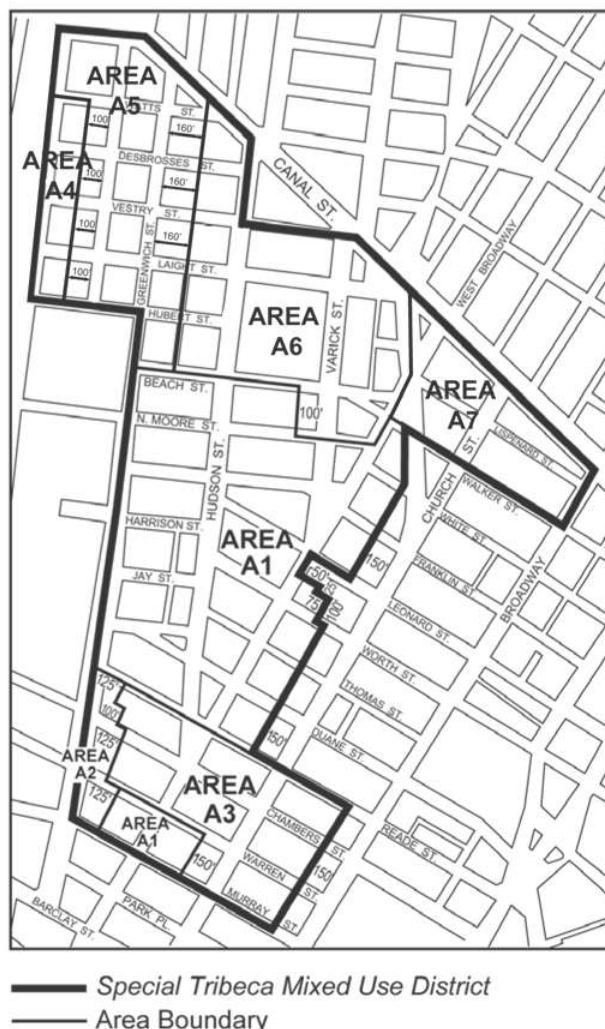 AREA
A5
WATTS ST.
100'
160'
DESBROSSES ST.
CANAL ST.
AREA
A4
100'
160'
VESTRY ST.
WEST BROADWAY
100'
160'
GREENWICH ST.
LAIGHT ST.
100'
HUBERT ST.
AREA
A6
VARICK ST.
BEACH ST.
AREA
A7
100'
N. MOORE ST.
LISPENARD ST.
HUDSON ST.
CHURCH ST.
WALKER ST.
HARRISON ST.
WHITE ST.
AREA
A1
150'
BROADWAY
JAY ST.
50'
FRANKLIN ST.
75'
100'
LEONARD ST.
WORTH ST.
125'
THOMAS ST.
100'
150'
DUANE ST.
125'
AREA
A2
AREA
A3
125'
CHAMBERS ST.
READE ST.
AREA
A1
150'
WARREN ST.
150'
MURRAY ST.
PARK PL.
BARCLAY ST.
Special Tribeca Mixed Use District
Area Boundary